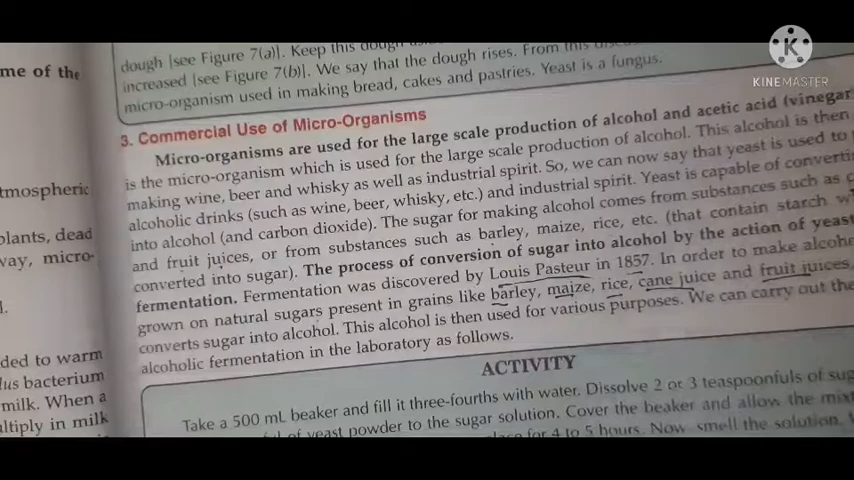 me of the
tmospheric
plants, dead
vay, micro-
l.
ded to warm
lus bacterium
milk. When a
ltiply in milk
dough [see Figure 7(a)]. Keep this dough
increased [see Figure 7(b)]. We say that the dough rises. From this
micro-organism used in making bread, cakes and pastries. Yeast is a fungus.
3. Commercial Use of Micro-Organisms
Micro-organisms are used for the large scale production of alcohol and acetic acid (vinegar
is the micro-organism which is used for the large scale production of alcohol. This alcohol is then
making wine, beer and whisky as well as industrial spirit. So, we can now say that yeast is used to
alcoholic drinks (such as wine, beer, whisky, etc.) and industrial spirit. Yeast is capable of converti
into alcohol (and carbon dioxide). The sugar for making alcohol comes from substances such as
and fruit juices, or from substances such as barley, maize, rice, etc. (that contain starch
converted into sugar). The process of conversion of sugar into alcohol by the action of yeast
fermentation. Fermentation was discovered by Louis Pasteur in 1857. In order to make alcoho
grown on natural sugars present in grains like barley, maize, rice, cane juice and fruit juices,
converts sugar into alcohol. This alcohol is then used for various purposes. We can carry out the
alcoholic fermentation in the laboratory as follows.
ACTIVITY
Take a 500 mL beaker and fill it three-fourths with water. Dissolve 2 or 3 teaspoonfuls of sug
of yeast powder to the sugar solution. Cover the beaker and allow the mix
for 4 to 5 hours. Now smell the solution.
K
KINEMASTER